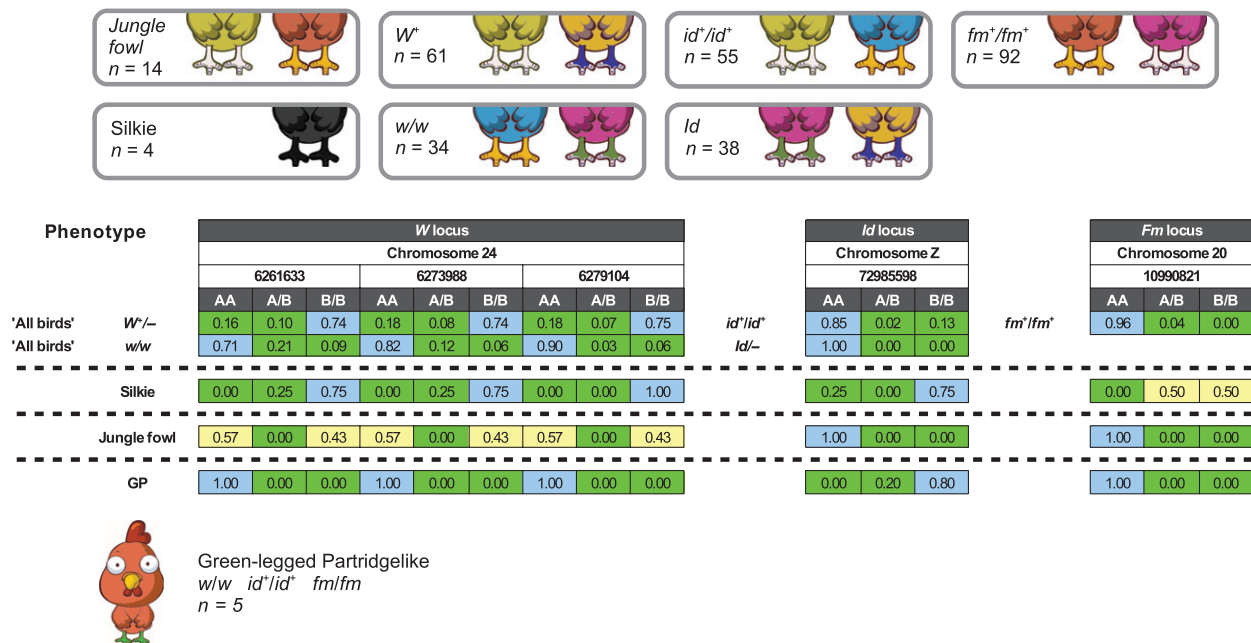 Jungle
fowl
n = 14
W+
n = 61
id+/id+
n = 55
fm+/fm+
n = 92
Silkie
n = 4
w/w
n = 34
Id
n = 38
Phenotype
W locus
Id locus
Fm locus
Chromosome 24
Chromosome Z
Chromosome 20
6261633 6273988 6279104 72985598 10990821
AA A/B B/B AA A/B B/B AA A/B B/B AA A/B B/B AA A/B B/B
'All birds' W+/– 0.16 0.10 0.74 0.18 0.08 0.74 0.18 0.07 0.75 id+/id+ 0.85 0.02 0.13 fm+/fm+ 0.96 0.04 0.00
'All birds' w/w 0.71 0.21 0.09 0.82 0.12 0.06 0.90 0.03 0.06 Id/– 1.00 0.00 0.00
Silkie 0.00 0.25 0.75 0.00 0.25 0.75 0.00 0.00 1.00 0.25 0.00 0.75 0.00 0.50 0.50
Jungle fowl 0.57 0.00 0.43 0.57 0.00 0.43 0.57 0.00 0.43 1.00 0.00 0.00 1.00 0.00 0.00
GP 1.00 0.00 0.00 1.00 0.00 0.00 1.00 0.00 0.00 0.00 0.20 0.80 1.00 0.00 0.00
Green-legged Partridgelike
w/w id+/id+ fm/fm
n = 5